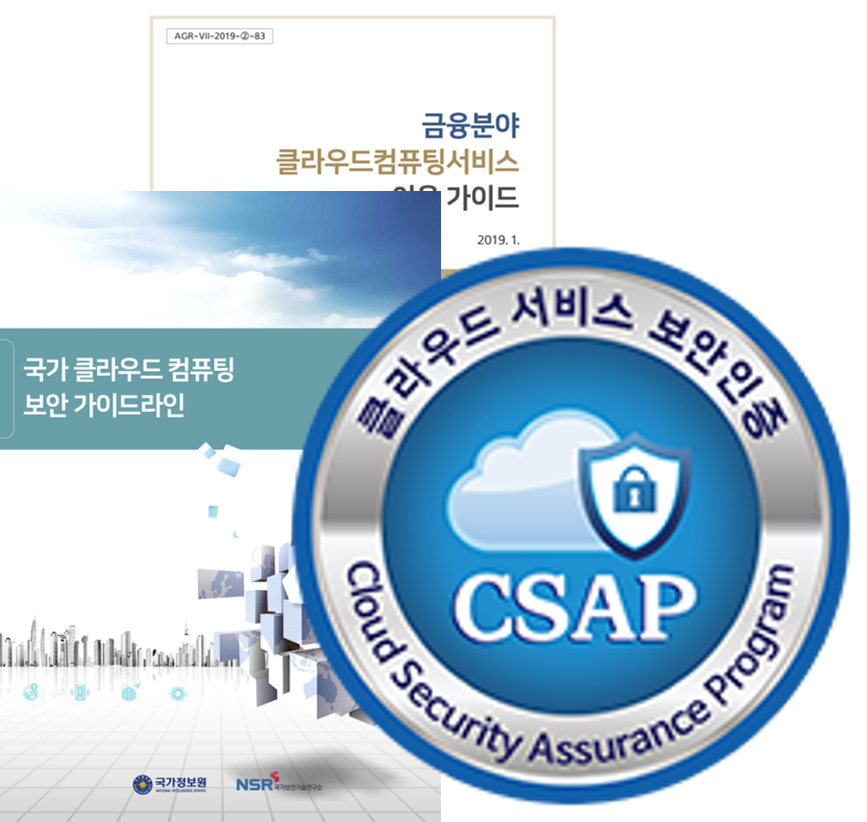 AGR-VII-2019-②-83
금융분야
클라우드컴퓨팅서비스
이용 가이드
2019. 1.
국가 클라우드 컴퓨팅
보안 가이드라인
국가정보원
NATIONAL INTELLIGENCE SERVICE
NSR 국가보안기술연구소
클라우드 서비스 보안인증
CSAP
Cloud Security Assurance Program